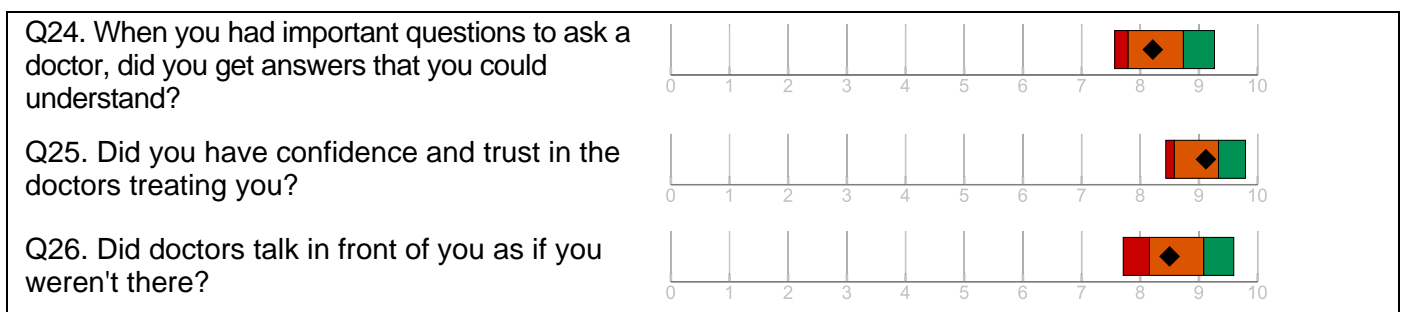 Q24. When you had important questions to ask a
doctor, did you get answers that you could
understand?
0 1 2 3 4 5 6 7 8 9 10
Q25. Did you have confidence and trust in the
doctors treating you?
0 1 2 3 4 5 6 7 8 9 10
Q26. Did doctors talk in front of you as if you
weren't there?
0 1 2 3 4 5 6 7 8 9 10